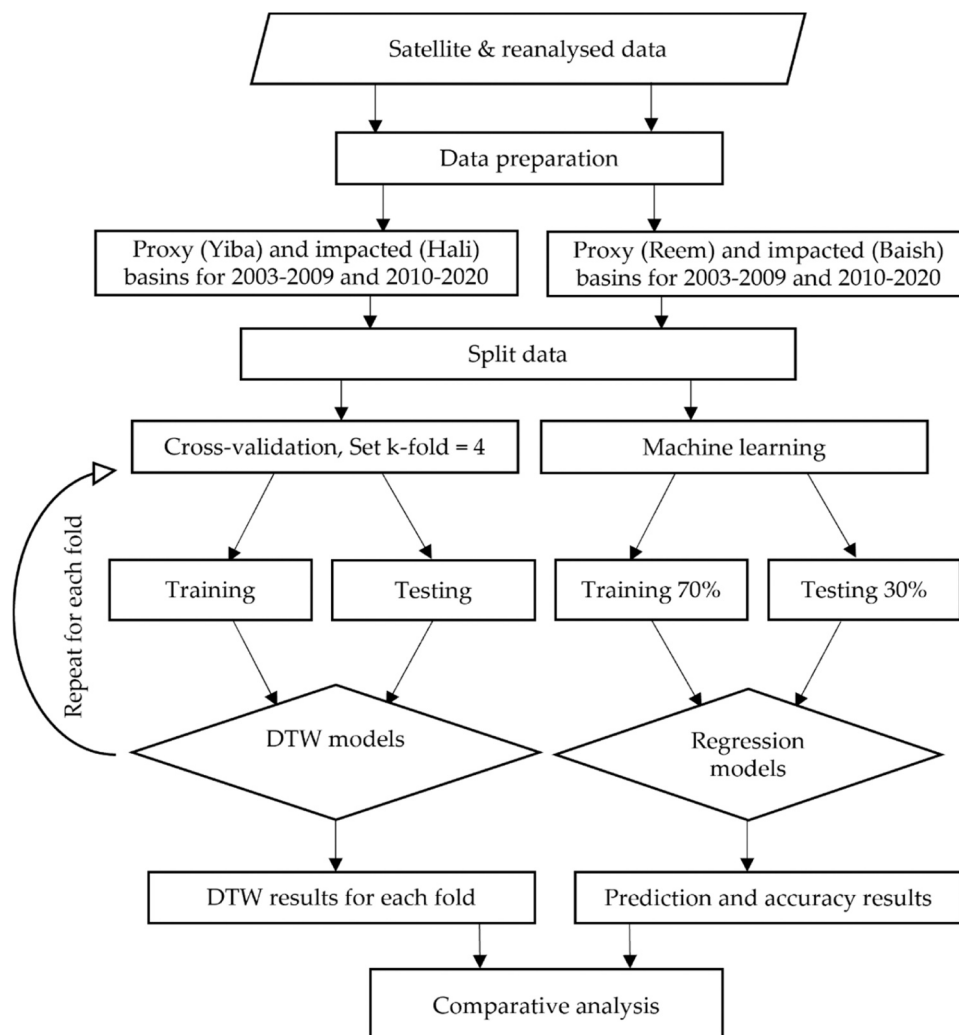 Satellite & reanalysed data
Data preparation
Proxy (Yiba) and impacted (Hali)
basins for 2003-2009 and 2010-2020
Proxy (Reem) and impacted (Baish)
basins for 2003-2009 and 2010-2020
Split data
Cross-validation, Set k-fold = 4
Machine learning
Repeat for each fold
Training
Testing
Training 70%
Testing 30%
DTW models
Regression
models
DTW results for each fold
Prediction and accuracy results
Comparative analysis